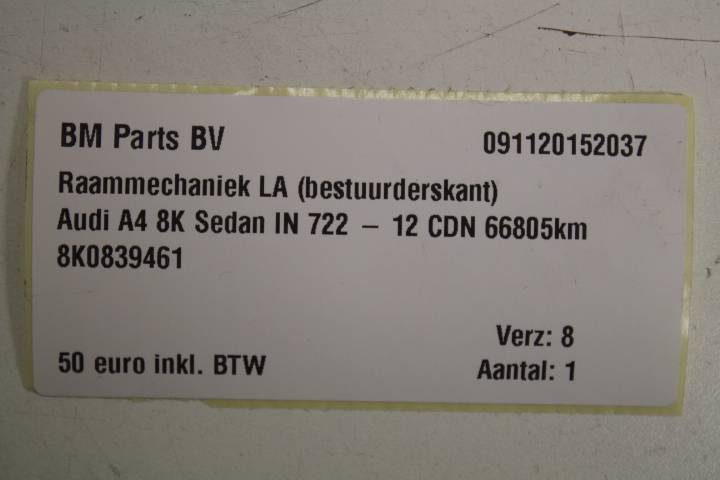 BM Parts BV 091120152037
Raammechaniek LA (bestuurderskant)
Audi A4 8K Sedan IN 722 – 12 CDN 66805km
8K0839461
Verz: 8
50 euro inkl. BTW Aantal: 1